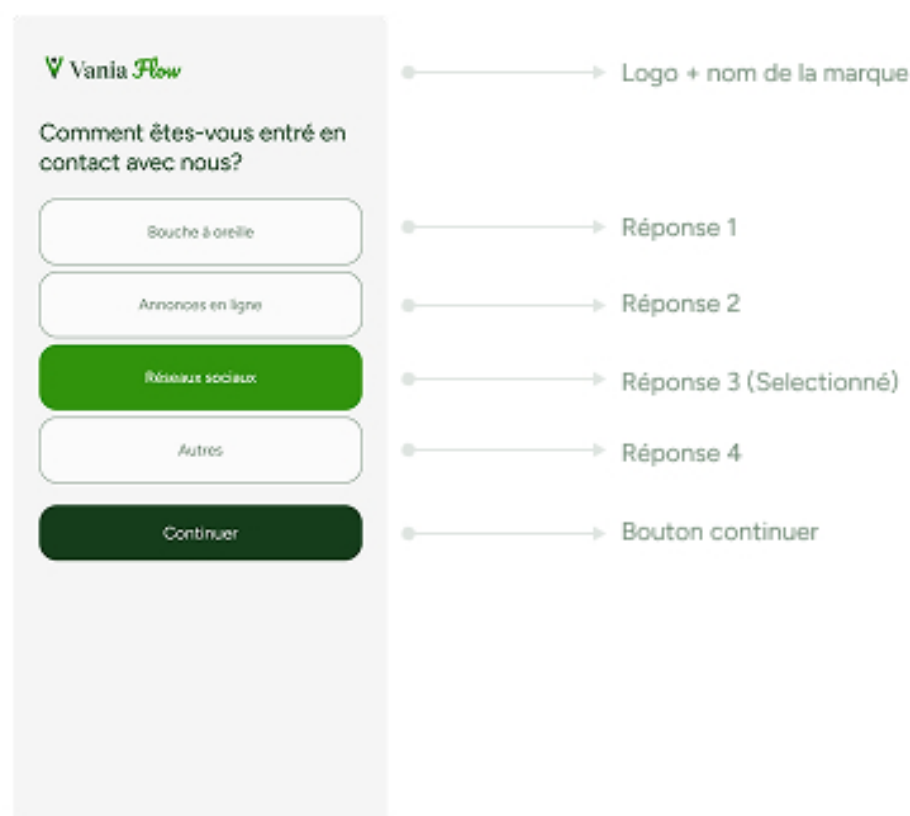 Vania Flow
Logo + nom de la marque
Comment êtes-vous entré en
contact avec nous?
Bouche à oreille
Réponse 1
Annonces en ligne
Réponse 2
Réseaux sociaux
Réponse 3 (Selectionné)
Autres
Réponse 4
Continuer
Bouton continuer